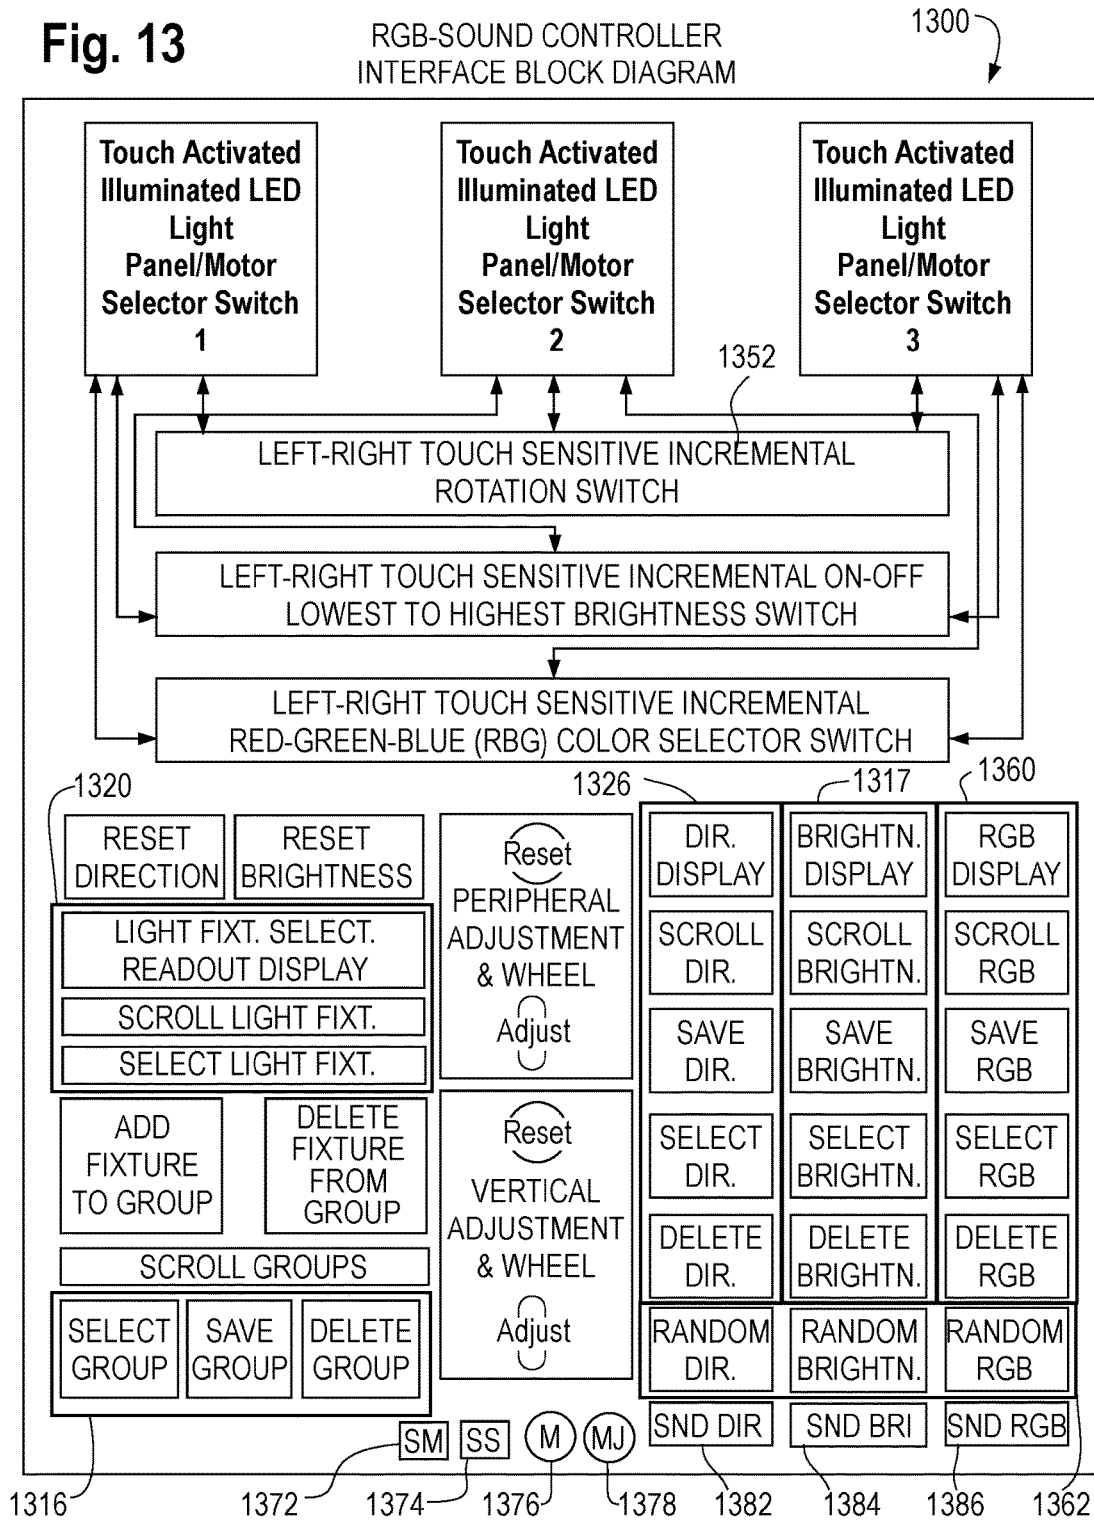 Fig. 13
RGB-SOUND CONTROLLER
INTERFACE BLOCK DIAGRAM
1300
Touch Activated
Illuminated LED
Light
Panel/Motor
Selector Switch
1
Touch Activated
Illuminated LED
Light
Panel/Motor
Selector Switch
2
Touch Activated
Illuminated LED
Light
Panel/Motor
Selector Switch
3
1352
LEFT-RIGHT TOUCH SENSITIVE INCREMENTAL
ROTATION SWITCH
LEFT-RIGHT TOUCH SENSITIVE INCREMENTAL ON-OFF
LOWEST TO HIGHEST BRIGHTNESS SWITCH
LEFT-RIGHT TOUCH SENSITIVE INCREMENTAL
RED-GREEN-BLUE (RBG) COLOR SELECTOR SWITCH
1320
1326
1317
1360
RESET
DIRECTION
RESET
BRIGHTNESS
LIGHT FIXT. SELECT.
READOUT DISPLAY
SCROLL LIGHT FIXT.
SELECT LIGHT FIXT.
ADD
FIXTURE
TO GROUP
DELETE
FIXTURE
FROM
GROUP
SCROLL GROUPS
SELECT
GROUP
SAVE
GROUP
DELETE
GROUP
Reset
PERIPHERAL
ADJUSTMENT
& WHEEL
Adjust
Reset
VERTICAL
ADJUSTMENT
& WHEEL
Adjust
DIR.
DISPLAY
BRIGHTN.
DISPLAY
RGB
DISPLAY
SCROLL
DIR.
SCROLL
BRIGHTN.
SCROLL
RGB
SAVE
DIR.
SAVE
BRIGHTN.
SAVE
RGB
SELECT
DIR.
SELECT
BRIGHTN.
SELECT
RGB
DELETE
DIR.
DELETE
BRIGHTN.
DELETE
RGB
RANDOM
DIR.
RANDOM
BRIGHTN.
RANDOM
RGB
SM
SS
M
MJ
SND DIR
SND BRI
SND RGB
1316
1372
1374
1376
1378
1382
1384
1386
1362